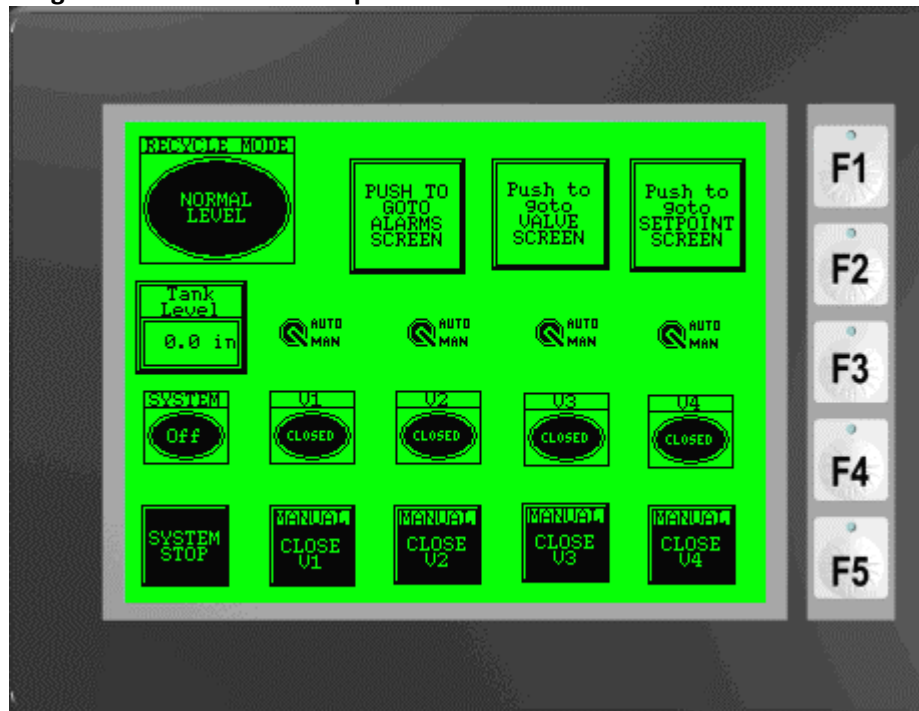 RECYCLE MODE
NORMAL
LEVEL
PUSH TO
GOTO
ALARMS
SCREEN
Push to
goto
VALVE
SCREEN
Push to
goto
SETPOINT
SCREEN
Tank
Level
0.0 in
AUTO
MAN
AUTO
MAN
AUTO
MAN
AUTO
MAN
SYSTEM
Off
V1
CLOSED
V2
CLOSED
V3
CLOSED
V4
CLOSED
SYSTEM
STOP
MANUAL
CLOSE
V1
MANUAL
CLOSE
V2
MANUAL
CLOSE
V3
MANUAL
CLOSE
V4
F1
F2
F3
F4
F5